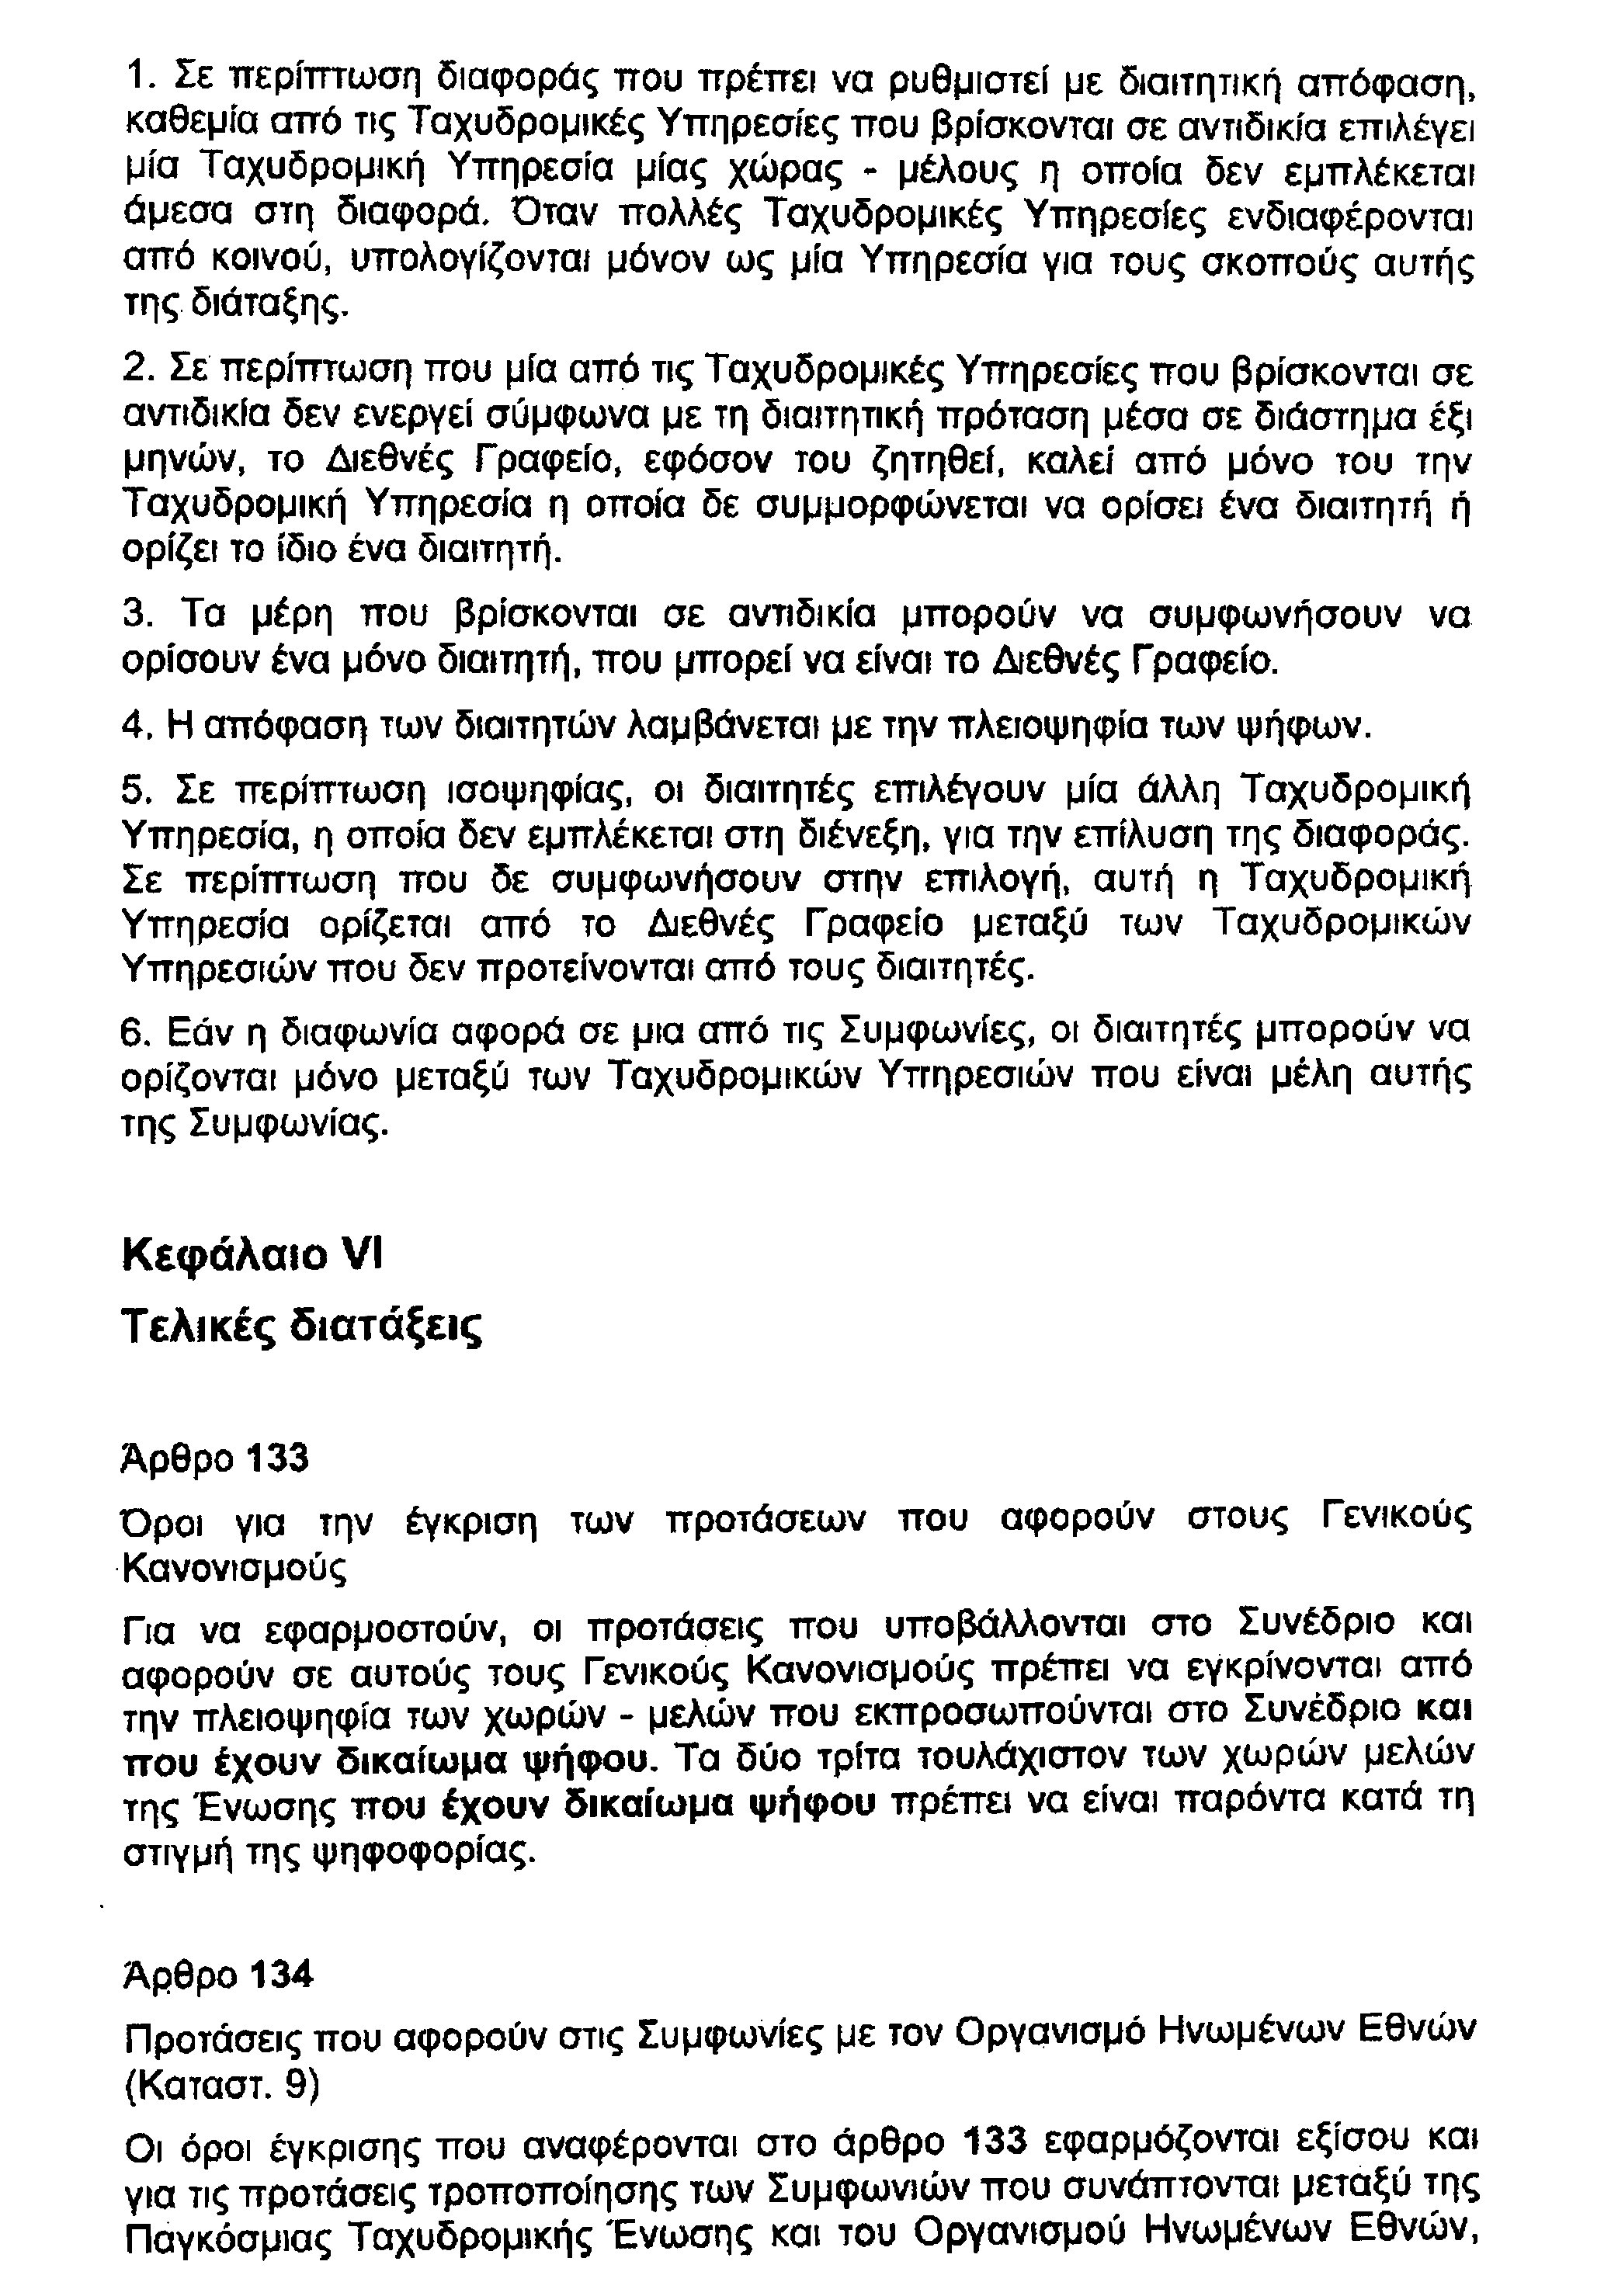 1. Σε περίπτωση διαφοράς που πρέπει να ρυθμιστεί με διαιτητική απόφαση,
καθεμία από τις Ταχυδρομικές Υπηρεσίες που βρίσκονται σε αντιδικία επιλέγει
μία Ταχυδρομική Υπηρεσία μίας χώρας - μέλους η οποία δεν εμπλέκεται
άμεσα στη διαφορά. Όταν πολλές Ταχυδρομικές Υπηρεσίες ενδιαφέρονται
από κοινού, υπολογίζονται μόνον ως μία Υπηρεσία για τους σκοπούς αυτής
της διάταξης.
2. Σε περίπτωση που μία από τις Ταχυδρομικές Υπηρεσίες που βρίσκονται σε
αντιδικία δεν ενεργεί σύμφωνα με τη διαιτητική πρόταση μέσα σε διάστημα έξι
μηνών, το Διεθνές Γραφείο, εφόσον του ζητηθεί, καλεί από μόνο του την
Ταχυδρομική Υπηρεσία η οποία δε συμμορφώνεται να ορίσει ένα διαιτητή ή
ορίζει το ίδιο ένα διαιτητή.
3. Τα μέρη που βρίσκονται σε αντιδικία μπορούν να συμφωνήσουν να
ορίσουν ένα μόνο διαιτητή, που μπορεί να είναι το Διεθνές Γραφείο.
4. Η απόφαση των διαιτητών λαμβάνεται με την πλειοψηφία των ψήφων.
5. Σε περίπτωση ισοψηφίας, οι διαιτητές επιλέγουν μία άλλη Ταχυδρομική
Υπηρεσία, η οποία δεν εμπλέκεται στη διένεξη, για την επίλυση της διαφοράς.
Σε περίπτωση που δε συμφωνήσουν στην επιλογή, αυτή η Ταχυδρομική
Υπηρεσία ορίζεται από το Διεθνές Γραφείο μεταξύ των Ταχυδρομικών
Υπηρεσιών που δεν προτείνονται από τους διαιτητές.
6. Εάν η διαφωνία αφορά σε μια από τις Συμφωνίες, οι διαιτητές μπορούν να
ορίζονται μόνο μεταξύ των Ταχυδρομικών Υπηρεσιών που είναι μέλη αυτής
της Συμφωνίας.
Κεφάλαιο VI
Τελικές διατάξεις
Άρθρο 133
Όροι για την έγκριση των προτάσεων που αφορούν στους Γενικούς
Κανονισμούς
Για να εφαρμοστούν, οι προτάσεις που υποβάλλονται στο Συνέδριο και
αφορούν σε αυτούς τους Γενικούς Κανονισμούς πρέπει να εγκρίνονται από
την πλειοψηφία των χωρών - μελών που εκπροσωπούνται στο Συνέδριο και
που έχουν δικαίωμα ψήφου. Τα δύο τρίτα τουλάχιστον των χωρών μελών
της Ένωσης που έχουν δικαίωμα ψήφου πρέπει να είναι παρόντα κατά τη
στιγμή της ψηφοφορίας.
Άρθρο 134
Προτάσεις που αφορούν στις Συμφωνίες με τον Οργανισμό Ηνωμένων Εθνών
(Καταστ. 9)
Οι όροι έγκρισης που αναφέρονται στο άρθρο 133 εφαρμόζονται εξίσου και
για τις προτάσεις τροποποίησης των Συμφωνιών που συνάπτονται μεταξύ της
Παγκόσμιας Ταχυδρομικής Ένωσης και του Οργανισμού Ηνωμένων Εθνών,